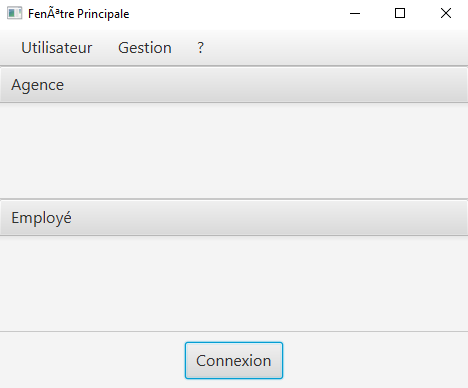 FenÃªtre Principale
Utilisateur Gestion ?
Agence
Employé
Connexion